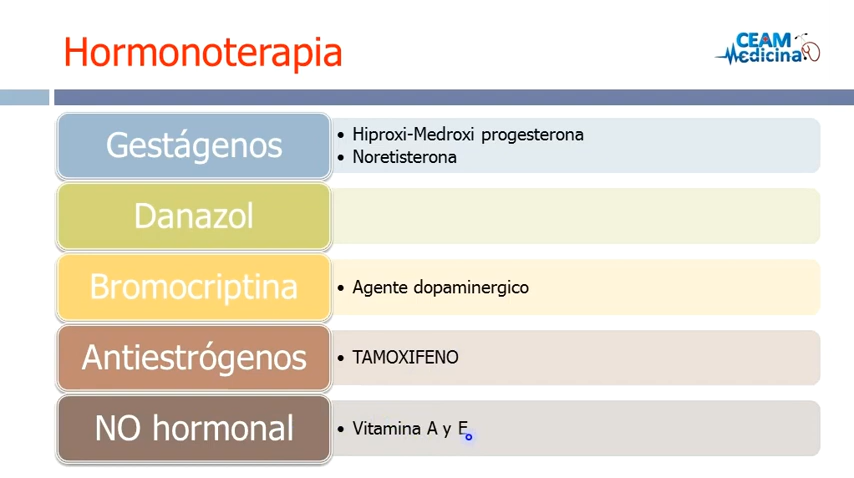 Hormonoterapia
CEAM
Medicina
Gestágenos
• Hiproxi-Medroxi progesterona
• Noretisterona
Danazol
Bromocriptina
• Agente dopaminergico
Antiestrógenos
• TAMOXIFENO
NO hormonal
• Vitamina A y E